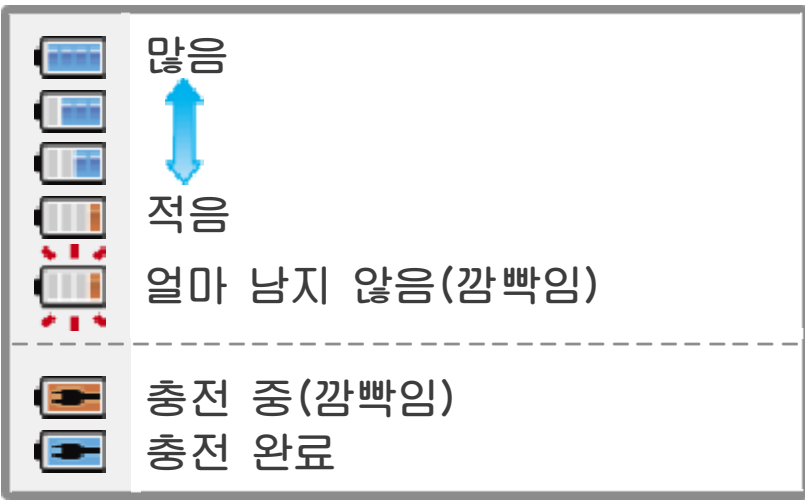 많음
적음
얼마 남지 않음(깜빡임)
충전 중(깜빡임)
충전 완료